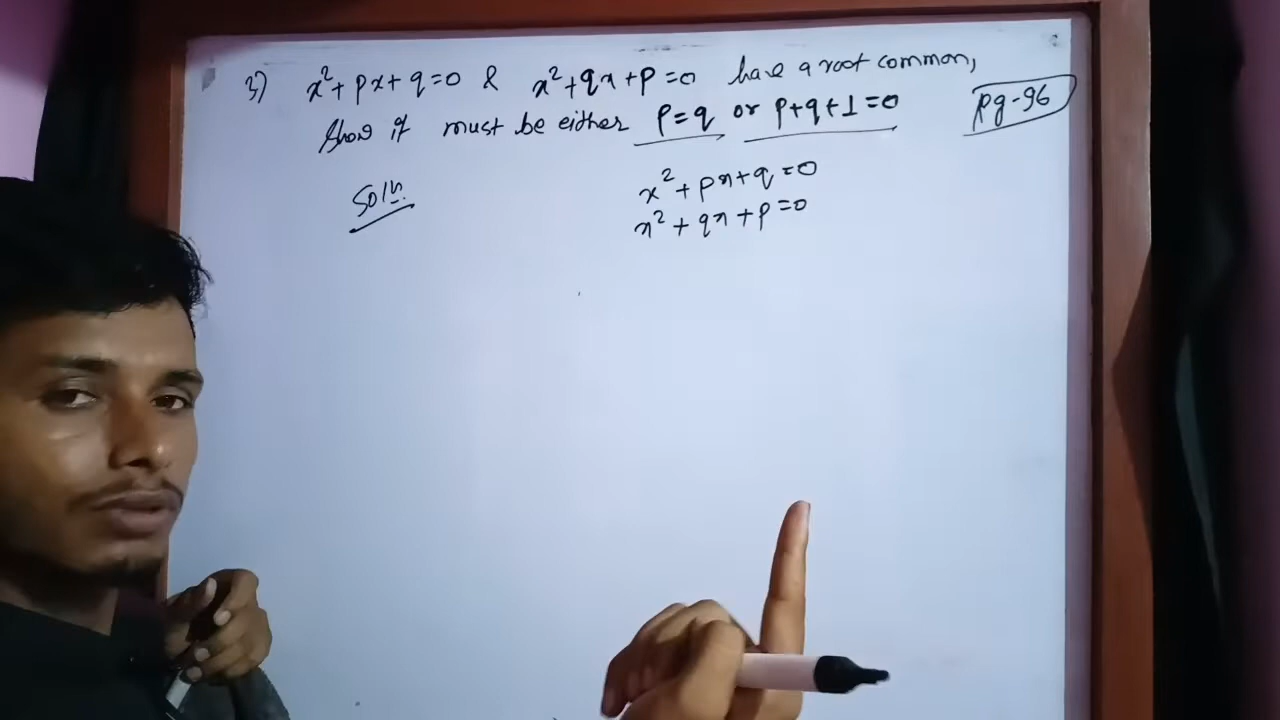 3) x² + px + q = 0 & x² + qx + p = 0 have a root common,
Show it must be either p = q or p + q + 1 = 0
pg-96
Soln.
x² + px + q = 0
x² + qx + p = 0